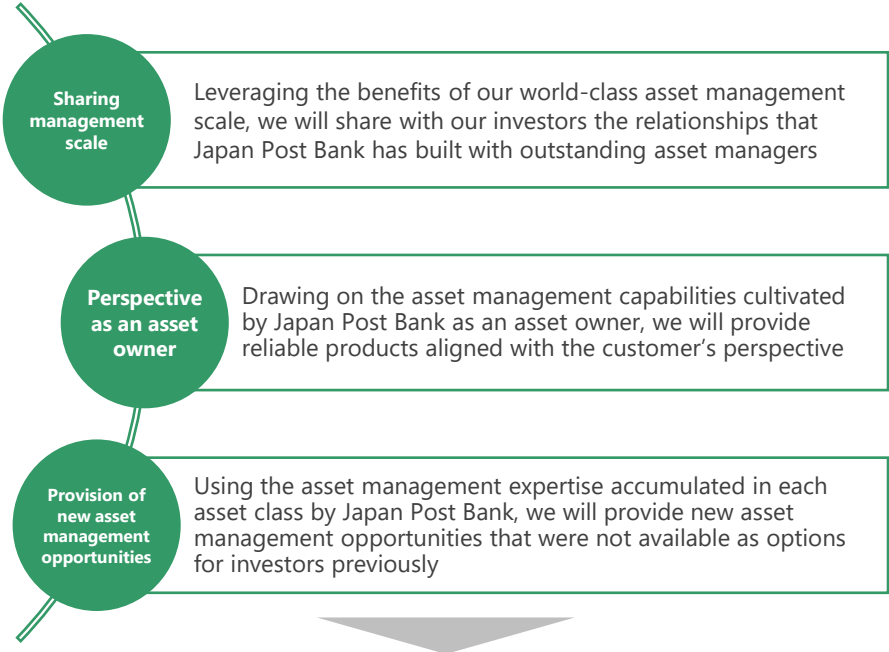 Sharing
management
scale
Leveraging the benefits of our world-class asset management
scale, we will share with our investors the relationships that
Japan Post Bank has built with outstanding asset managers
Perspective
as an asset
owner
Drawing on the asset management capabilities cultivated
by Japan Post Bank as an asset owner, we will provide
reliable products aligned with the customer’s perspective
Provision of
new asset
management
opportunities
Using the asset management expertise accumulated in each
asset class by Japan Post Bank, we will provide new asset
management opportunities that were not available as options
for investors previously